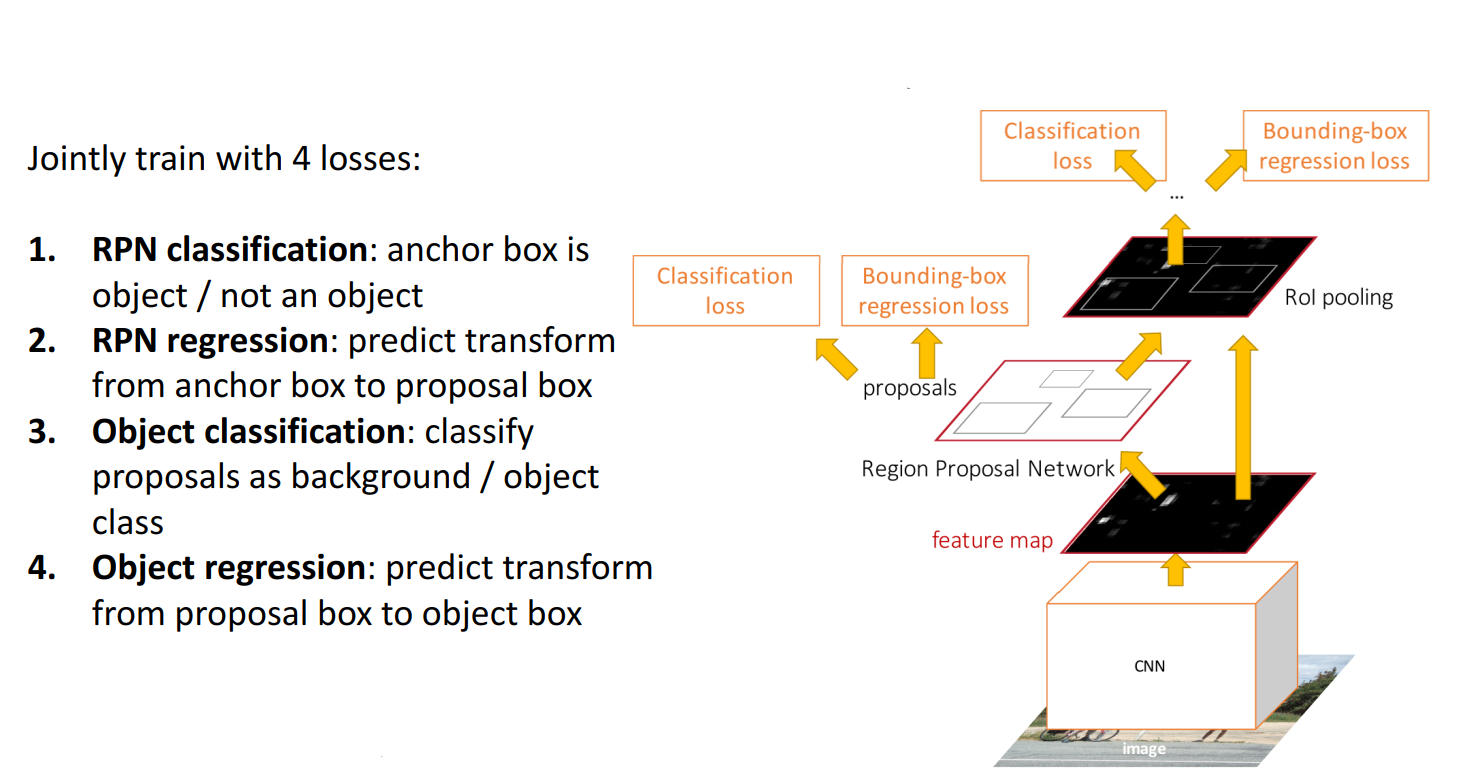 Jointly train with 4 losses:
1. RPN classification: anchor box is
object / not an object
2. RPN regression: predict transform
from anchor box to proposal box
3. Object classification: classify
proposals as background / object
class
4. Object regression: predict transform
from proposal box to object box
Classification
loss
Bounding-box
regression loss
...
Classification
loss
Bounding-box
regression loss
RoI pooling
proposals
Region Proposal Network
feature map
CNN
image